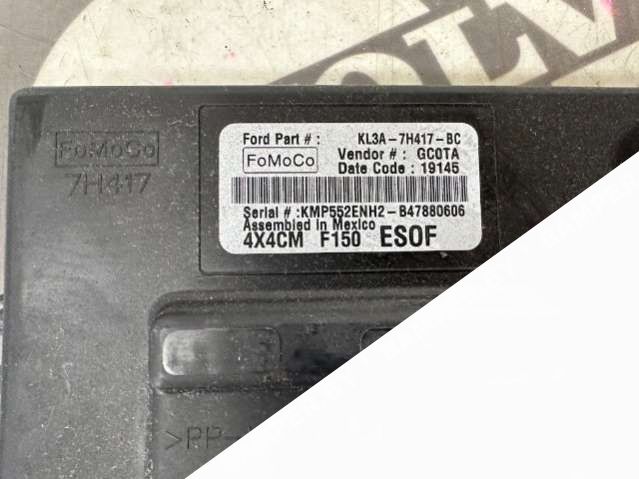 FoMoCo
7H417
Ford Part # : KL3A-7H417-BC
FoMoCo
Vendor # : GC0TA
Date Code : 19145
Serial # :KMP552ENH2-B47880606
Assembled in Mexico
4X4CM F150 ESOF
>PP-